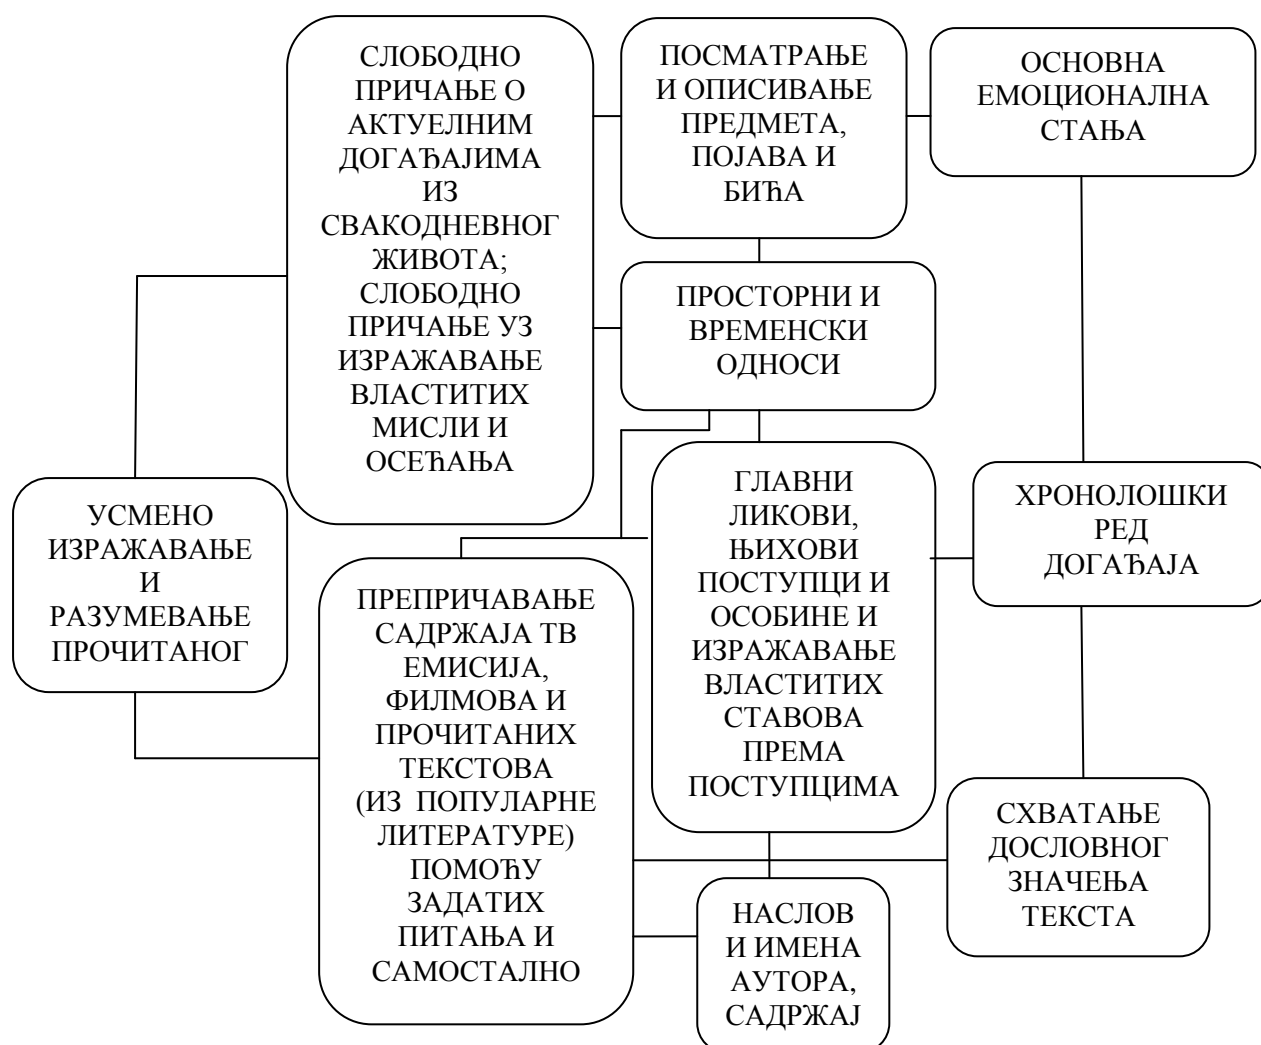 СЛОБОДНО
ПРИЧАЊЕ О
АКТУЕЛНИМ
ДОГАЂАЈИМА
ИЗ
СВАКОДНЕВНОГ
ЖИВОТА;
СЛОБОДНО
ПРИЧАЊЕ УЗ
ИЗРАЖАВАЊЕ
ВЛАСТИТИХ
МИСЛИ И
ОСЕЋАЊА
ПОСМАТРАЊЕ
И ОПИСИВАЊЕ
ПРЕДМЕТА,
ПОЈАВА И
БИЋА
ОСНОВНА
ЕМОЦИОНАЛНА
СТАЊА
ПРОСТОРНИ И
ВРЕМЕНСКИ
ОДНОСИ
УСМЕНО
ИЗРАЖАВАЊЕ
И
РАЗУМЕВАЊЕ
ПРОЧИТАНОГ
ГЛАВНИ
ЛИКОВИ,
ЊИХОВИ
ПОСТУПЦИ И
ОСОБИНЕ И
ИЗРАЖАВАЊЕ
ВЛАСТИТИХ
СТАВОВА
ПРЕМА
ПОСТУПЦИМА
ХРОНОЛОШКИ
РЕД
ДОГАЂАЈА
ПРЕПРИЧАВАЊЕ
САДРЖАЈА ТВ
ЕМИСИЈА,
ФИЛМОВА И
ПРОЧИТАНИХ
ТЕКСТОВА
(ИЗ ПОПУЛАРНЕ
ЛИТЕРАТУРЕ)
ПОМОЋУ
ЗАДАТИХ
ПИТАЊА И
САМОСТАЛНО
СХВАТАЊЕ
ДОСЛОВНОГ
ЗНАЧЕЊА
ТЕКСТА
НАСЛОВ
И ИМЕНА
АУТОРА,
САДРЖАЈ